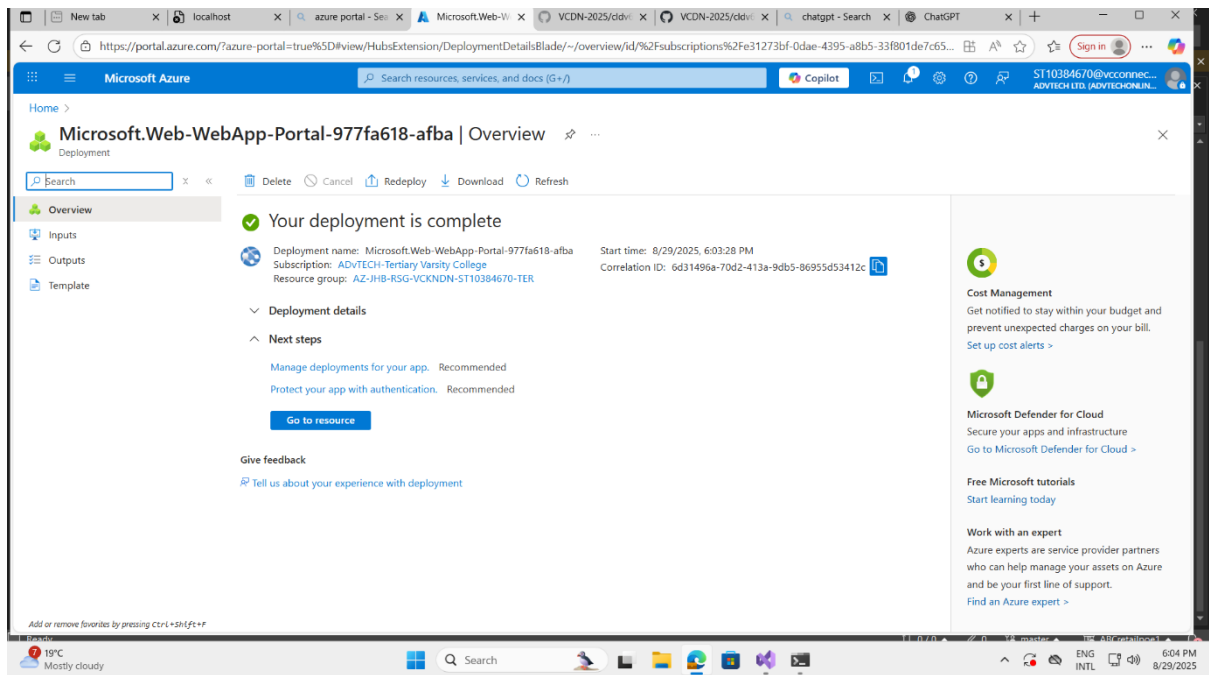 New tab
localhost
azure portal - Sea
Microsoft.Web-W
VCDN-2025/cldv
VCDN-2025/cldv
chatgpt - Search
ChatGPT
https://portal.azure.com/?azure-portal=true%5D#view/HubsExtension/DeploymentDetailsBlade/~/overview/id/%2Fsubscriptions%2Fe31273bf-0dae-4395-a8b5-33f801de7c65...
Sign in
Microsoft Azure
Search resources, services, and docs (G+/)
Copilot
1
ST10384670@vcconnec...
ADVTECH LTD. (ADVTECHONLIN...
Home >
Microsoft.Web-WebApp-Portal-977fa618-afba | Overview
Deployment
Search
Delete Cancel Redeploy Download Refresh
Overview
Inputs
Outputs
Template
Your deployment is complete
Deployment name: Microsoft.Web-WebApp-Portal-977fa618-afba
Subscription: ADvTECH-Tertiary Varsity College
Resource group: AZ-JHB-RSG-VCKNDN-ST10384670-TER
Start time: 8/29/2025, 6:03:28 PM
Correlation ID: 6d31496a-70d2-413a-9db5-86955d53412c
Deployment details
Next steps
Manage deployments for your app. Recommended
Protect your app with authentication. Recommended
Go to resource
Give feedback
Tell us about your experience with deployment
Cost Management
Get notified to stay within your budget and
prevent unexpected charges on your bill.
Set up cost alerts >
Microsoft Defender for Cloud
Secure your apps and infrastructure
Go to Microsoft Defender for Cloud >
Free Microsoft tutorials
Start learning today
Work with an expert
Azure experts are service provider partners
who can help manage your assets on Azure
and be your first line of support.
Find an Azure expert >
Add or remove favorites by pressing Ctrl+Shift+F
Ready
0 / 0
0
master
ABCretailpoe1
7
19°C
Mostly cloudy
Search
ENG
INTL
6:04 PM
8/29/2025